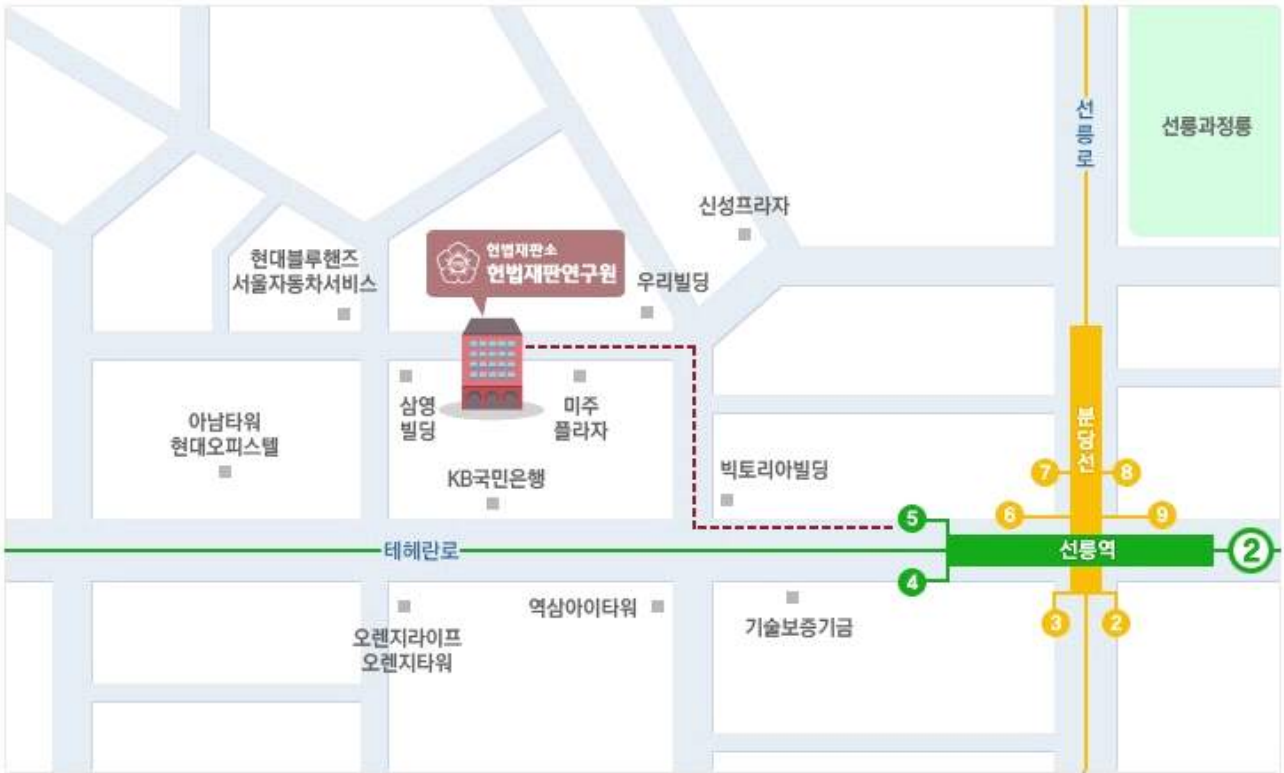 선릉로
선릉과정릉
신성프라자
헌법재판소
헌법재판연구원
현대블루핸즈
서울자동차서비스
우리빌딩
삼영
빌딩
미주
플라자
아남타워
현대오피스텔
분당선
KB국민은행
빅토리아빌딩
7
8
6
9
5
테헤란로
선릉역
2
4
역삼아이타워
기술보증기금
3
2
오렌지라이프
오렌지타워